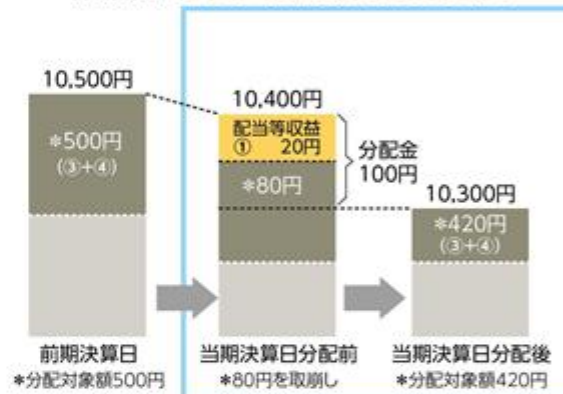 10,500円
*500円
(③+④)
10,400円
配当等収益
① 20円
*80円
分配金
100円
10,300円
*420円
(③+④)
前期決算日
*分配対象額500円
当期決算日分配前
*80円を取崩し
当期決算日分配後
*分配対象額420円